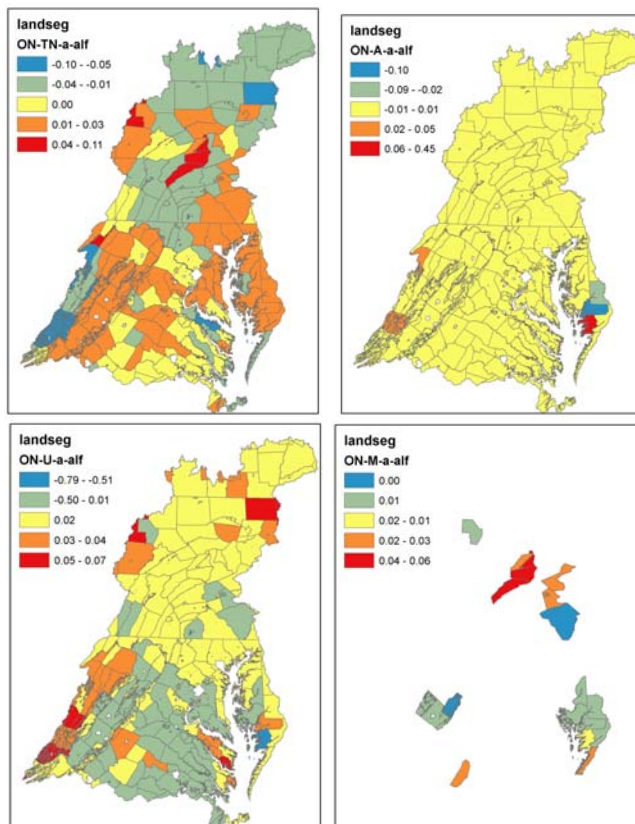 landseg
ON-TN-a-alf
-0.10 - -0.05
-0.04 - -0.01
0.00
0.01 - 0.03
0.04 - 0.11
landseg
ON-A-a-alf
-0.10
-0.09 - -0.02
-0.01 - 0.01
0.02 - 0.05
0.06 - 0.45
landseg
ON-U-a-alf
-0.79 - -0.51
-0.50 - 0.01
0.02
0.03 - 0.04
0.05 - 0.07
landseg
ON-M-a-alf
0.00
0.01
0.02 - 0.01
0.02 - 0.03
0.04 - 0.06